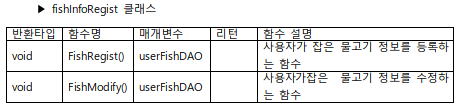 ▶ fishInfoRegist 클래스
반환타입 함수명 매개변수 리턴 함수 설명
void FishRegist() userFishDAO 사용자가 잡은 물고기 정보를 등록하
는 함수
void FishModify() userFishDAO 사용자가잡은 물고기 정보를 수정하
는 함수